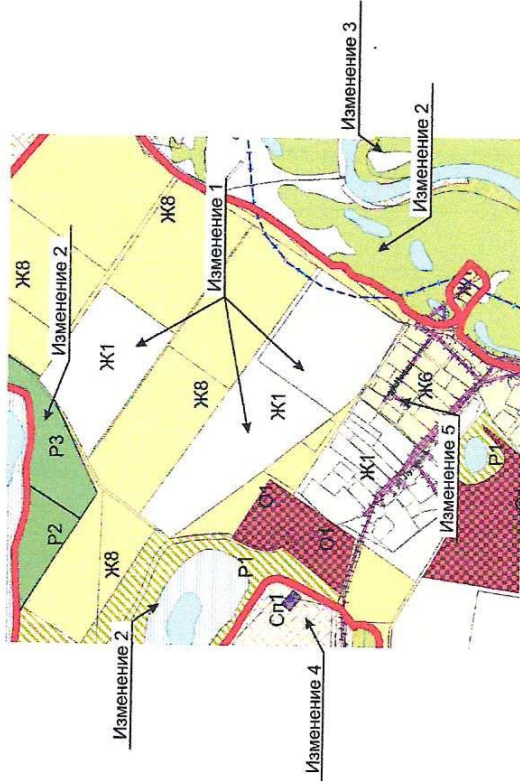 Изменение 3
Изменение 2
Изменение 1
Изменение 2
Ж8
Ж8
Ж1
Ж8
Ж1
Р3
Р2
Ж8
Ж6
Ж1
Р1
О1
О1
Р1
Сп1
Изменение 5
Изменение 2
Изменение 4